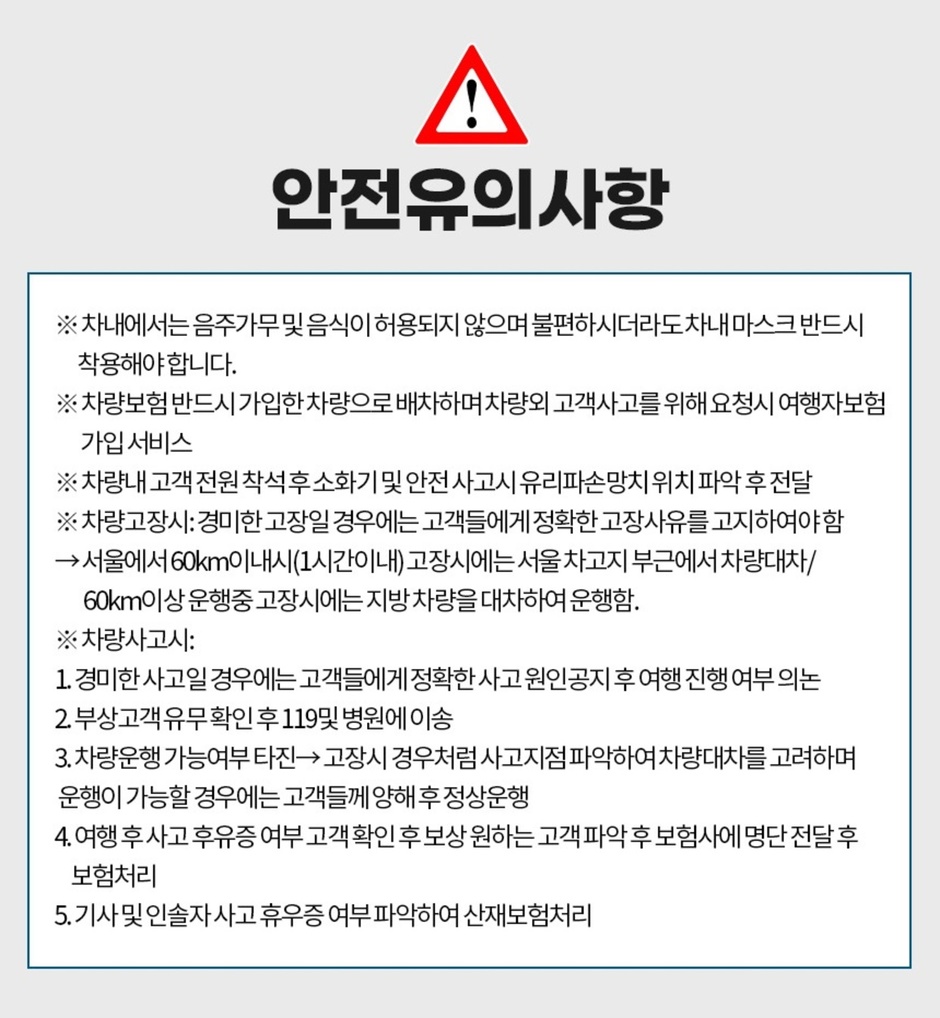 안전유의사항
※ 차내에서는 음주가무 및 음식이 허용되지 않으며 불편하시더라도 차내 마스크 반드시
착용해야 합니다.
※ 차량보험 반드시 가입한 차량으로 배차하며 차량외 고객사고를 위해 요청시 여행자보험
가입 서비스
※ 차량내 고객 전원 착석 후 소화기 및 안전 사고시 유리파손망치 위치 파악 후 전달
※ 차량고장시: 경미한 고장일 경우에는 고객들에게 정확한 고장사유를 고지하여야 함
→ 서울에서 60km이내시(1시간이내) 고장시에는 서울 차고지 부근에서 차량대차/
60km이상 운행중 고장시에는 지방 차량을 대차하여 운행함.
※ 차량사고시:
1. 경미한 사고일 경우에는 고객들에게 정확한 사고 원인공지 후 여행 진행 여부 의논
2. 부상고객 유무 확인 후 119및 병원에 이송
3. 차량운행 가능여부 타진→ 고장시 경우처럼 사고지점 파악하여 차량대차를 고려하며
운행이 가능할 경우에는 고객들께 양해 후 정상운행
4. 여행 후 사고 후유증 여부 고객 확인 후 보상 원하는 고객 파악 후 보험사에 명단 전달 후
보험처리
5. 기사 및 인솔자 사고 휴우증 여부 파악하여 산재보험처리